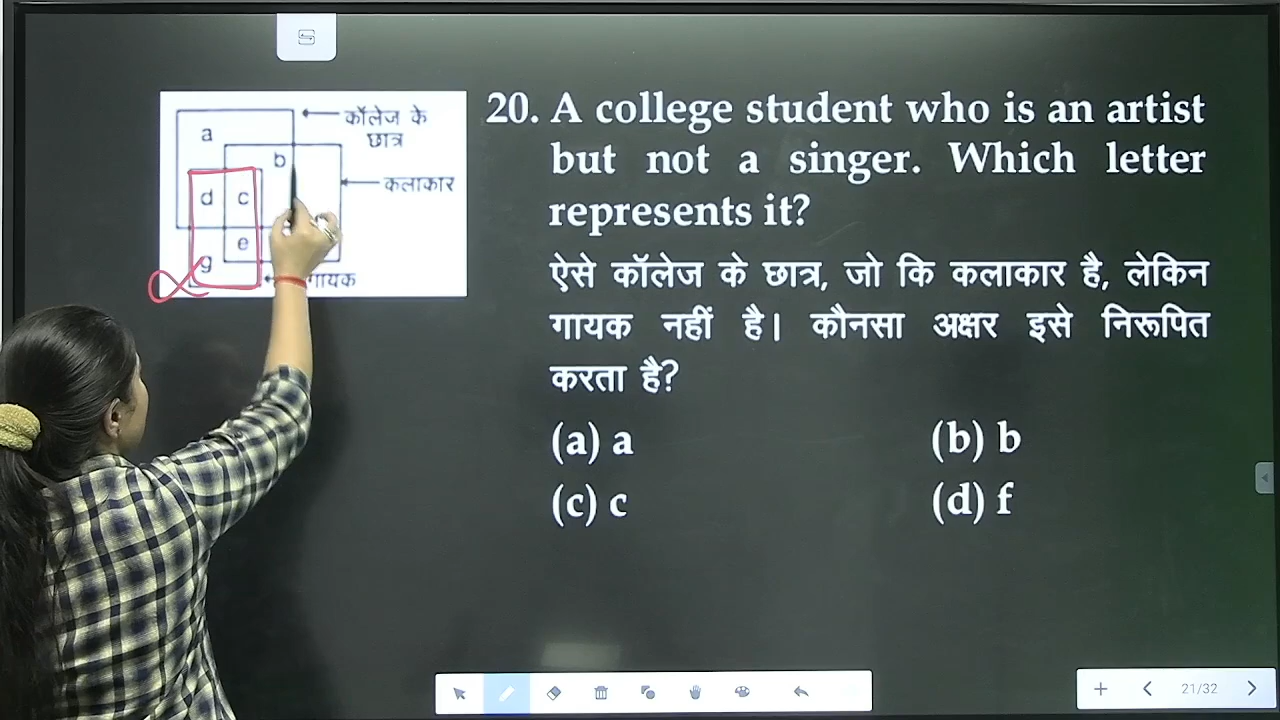 कॉलेज के
छात्र
a
b
कलाकार
d
c
e
g
गायक
20. A college student who is an artist
but not a singer. Which letter
represents it?
ऐसे कॉलेज के छात्र, जो कि कलाकार है, लेकिन
गायक नहीं है। कौनसा अक्षर इसे निरूपित
करता है?
(a) a
(b) b
(c) c
(d) f
21/32